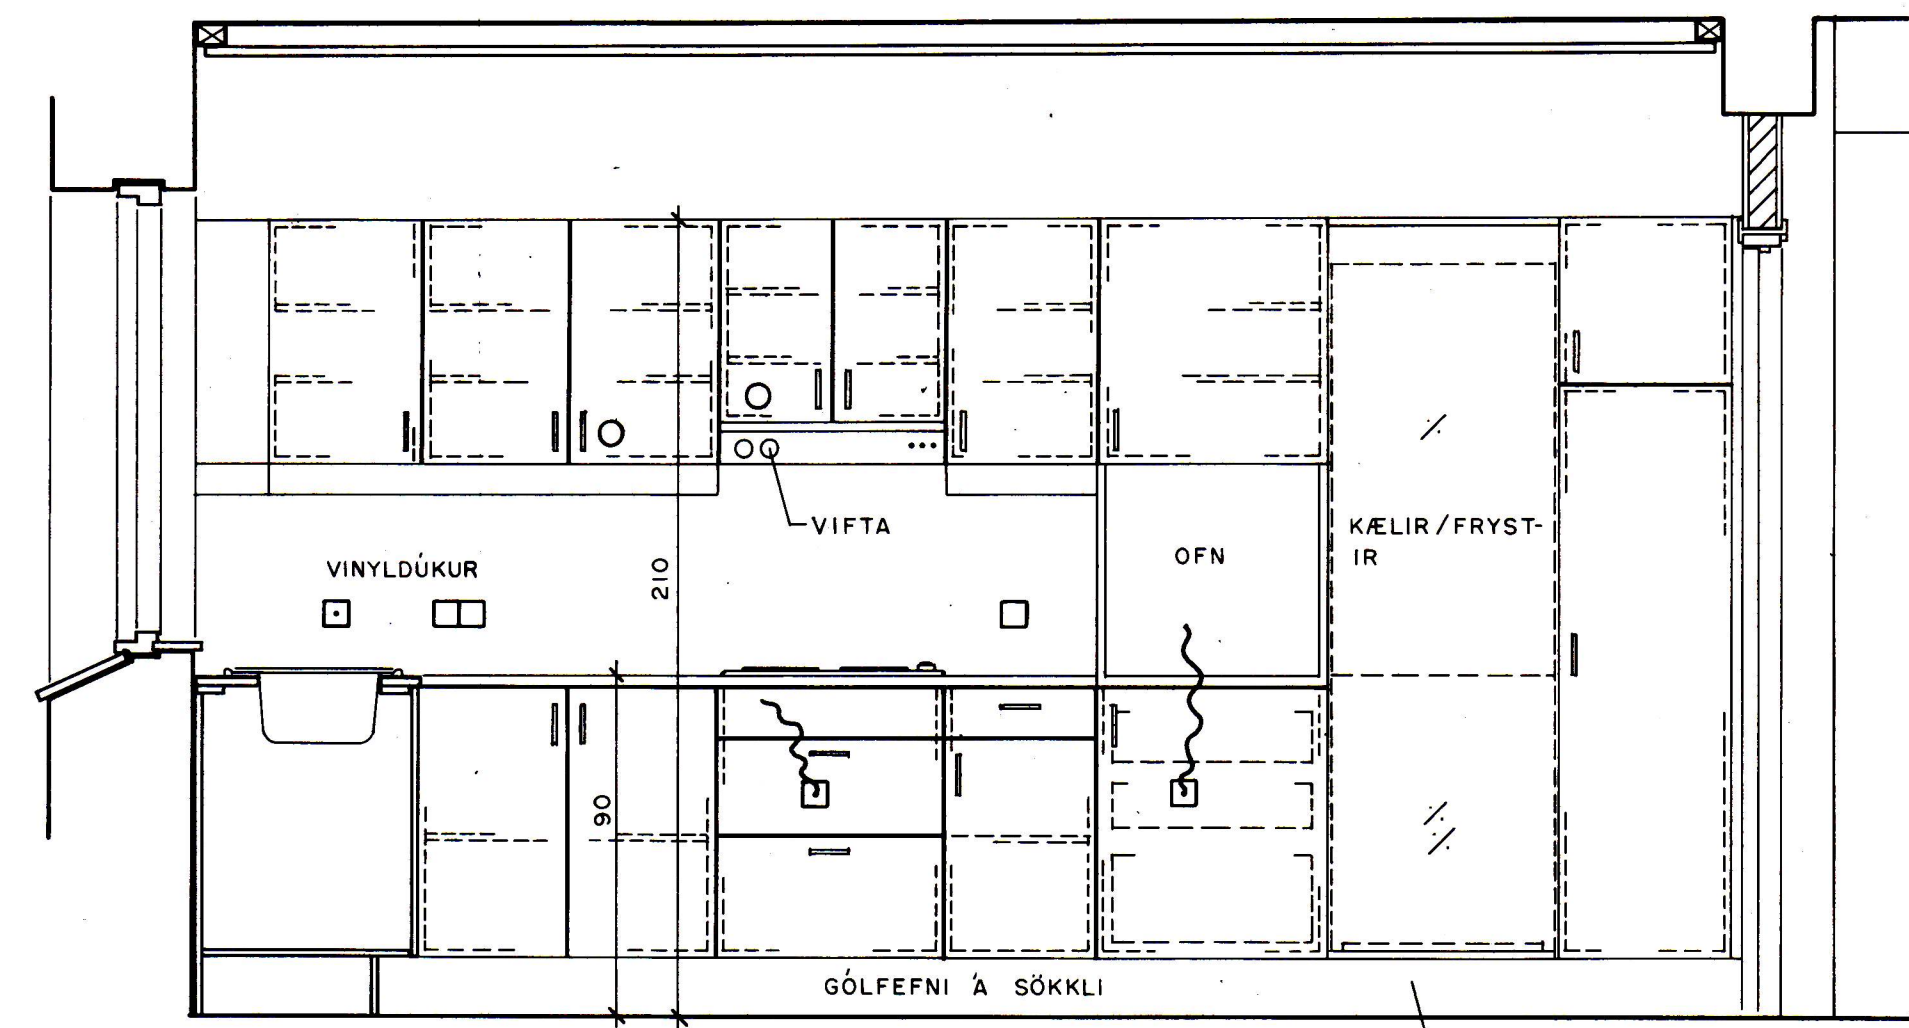 VIFTA
KÆLIR/FRYST-
IR
OFN
VINYLDÚKUR
210
90
GÓLFEFNI Á SÖKKLI